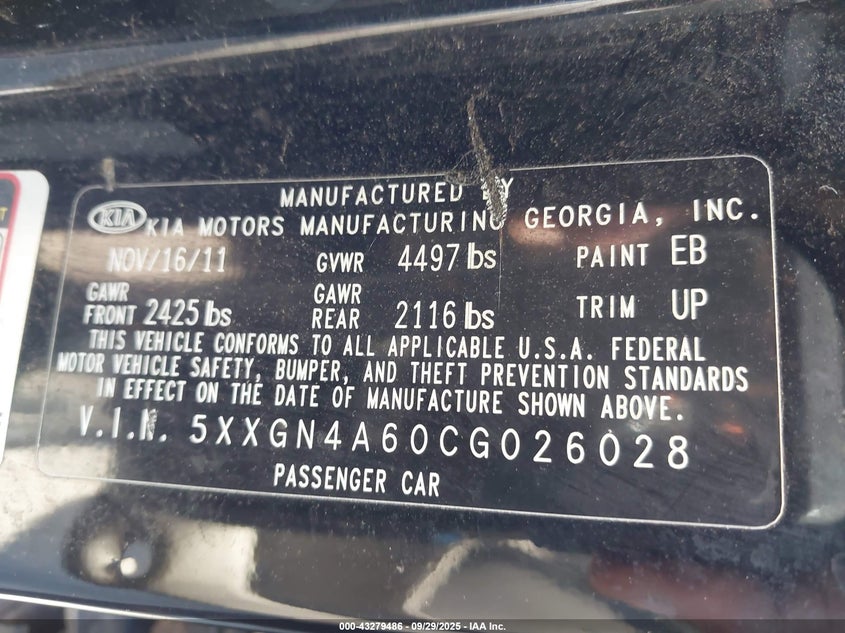 MANUFACTURED BY
KIA KIA MOTORS MANUFACTURING GEORGIA, INC.
NOV/16/11 GVWR 4497 lbs PAINT EB
GAWR FRONT 2425 lbs GAWR REAR 2116 lbs TRIM UP
THIS VEHICLE CONFORMS TO ALL APPLICABLE U.S.A. FEDERAL
MOTOR VEHICLE SAFETY, BUMPER, AND THEFT PREVENTION STANDARDS
IN EFFECT ON THE DATE OF MANUFACTURE SHOWN ABOVE.
V.I.N. 5XXGN4A60CG026028
PASSENGER CAR
000-43279486 - 09/29/2025 - IAA Inc.